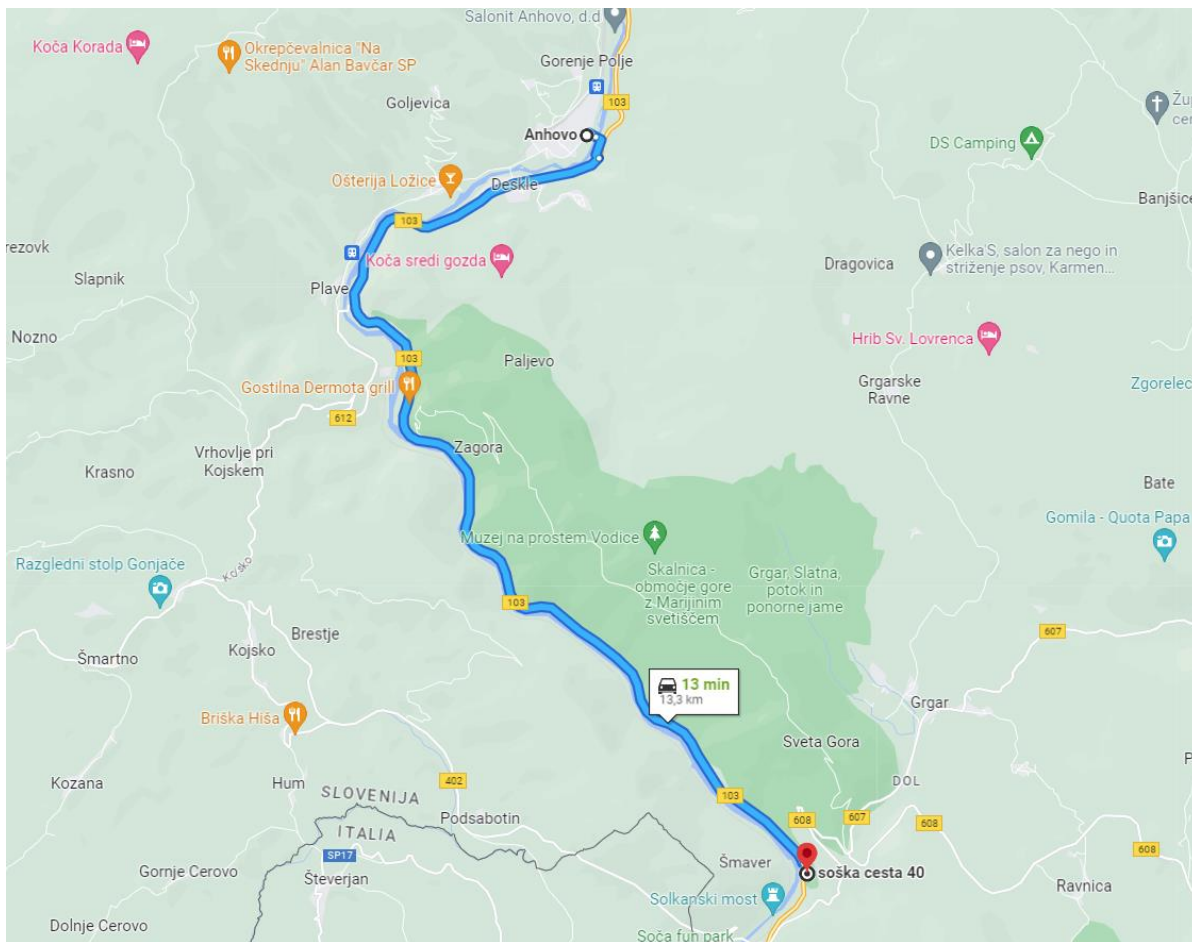 Salonit Anhovo, d.d
Koča Korada
Okrepčevalnica "Na
Skednju" Alan Bavčar SP
Gorenje Polje
103
Goljevica
Anhovo
DS Camping
Ošterija Ložice
Deskle
Banjšice
103
rezovk
Koča sredi gozda
Kelka'S, salon za nego in
striženje psov, Karmen...
Dragovica
Slapnik
Plave
Nozno
Hrib Sv. Lovrenca
103
Paljevo
Gostilna Dermota grill
Grgarske
Ravne
Zgorelec
612
Zagora
Vrhovlje pri
Kojskem
Krasno
Bate
Gomila - Quota Papa
Muzej na prostem Vodice
Razgledni stolp Gonjače
Kojsko
Skalnica -
območje gore
z Marijinim
svetiščem
Grgar, Slatna,
potok in
ponorne jame
103
Brestje
607
Kojsko
Šmartno
13 min
13,3 km
Grgar
Briška Hiša
Sveta Gora
Kozana
Hum
402
DOL
SLOVENIJA
103
Podsabotin
608
607
608
ITALIA
SP17
608
Šmaver
soška cesta 40
Gornje Cerovo
Števerjan
Ravnica
Solkanski most
Dolnje Cerovo
Soča fun park